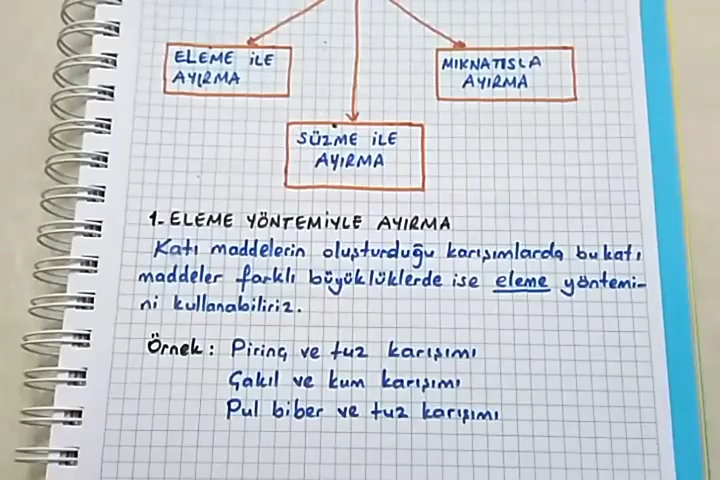 ELEME İLE
AYIRMA
MIKNATISLA
AYIRMA
SÜZME İLE
AYIRMA
1- ELEME YÖNTEMİYLE AYIRMA
Katı maddelerin oluşturduğu karışımlarda bu katı
maddeler farklı büyüklüklerde ise eleme yöntemi-
ni kullanabiliriz.
Örnek: Pirinç ve tuz karışımı
Çakıl ve kum karışımı
Pul biber ve tuz karışımı